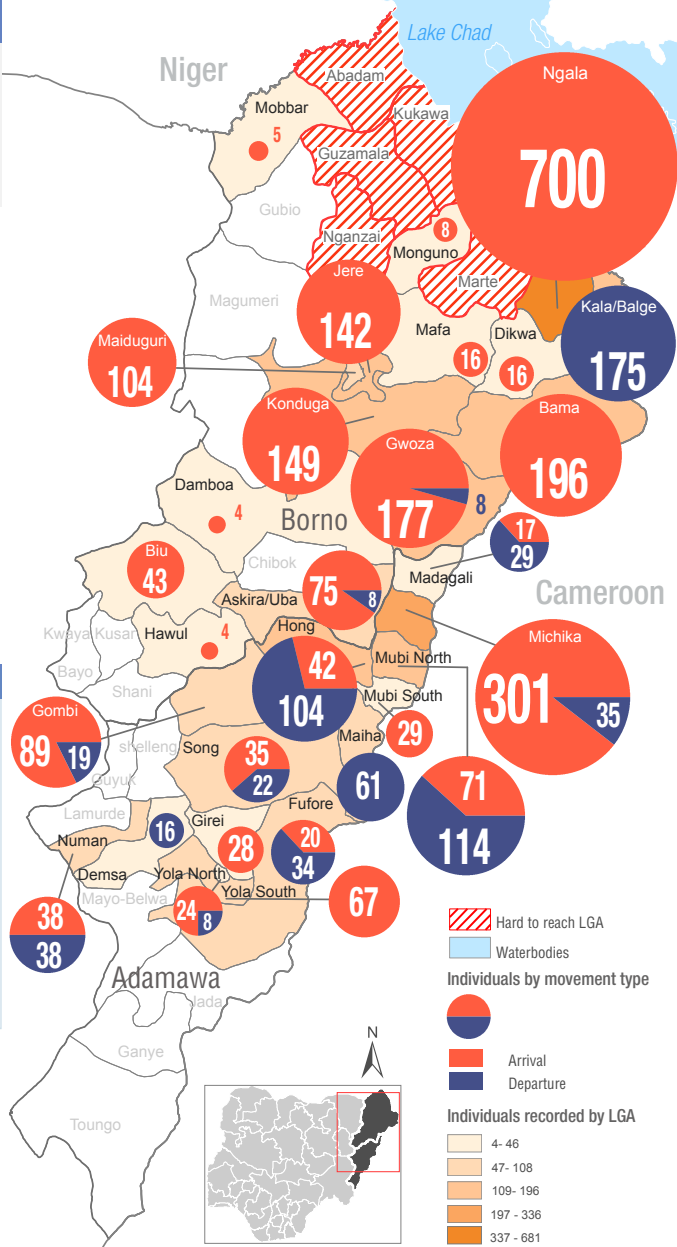 Lake Chad
Niger
Ngala
700
Abadam
Mobbar
5
Kukawa
Guzamala
Gubio
8
Nganzai
Monguno
Jere
142
Marte
Magumeri
Kala/Balge
175
Maiduguri
104
Mafa
16
Dikwa
16
Konduga
149
Bama
196
Gwoza
177
8
Damboa
4
Borno
17
29
Biu
43
Chibok
Madagali
75
8
Askira/Uba
Cameroon
Kwaya Kusar
Hawul
4
Hong
42
104
Michika
301
35
Bayo
Mubi North
Shani
Mubi South
Gombi
89
19
29
shelleng
Song
35
22
Maiha
61
71
114
Guyuk
Lamurde
16
Girei
28
Fufore
20
34
Numan
Demsa
Yola North
Yola South
67
Mayo-Belwa
24
8
38
38
Adamawa
Jada
Ganye
Toungo
N
Hard to reach LGA
Waterbodies
Individuals by movement type
Arrival
Departure
Individuals recorded by LGA
4- 46
47- 108
109- 196
197 - 336
337 - 681